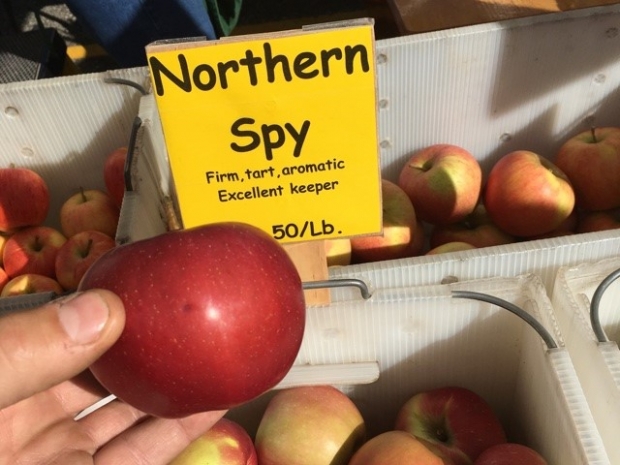 Northern
Spy
Firm,tart,aromatic
Excellent keeper
50/Lb.